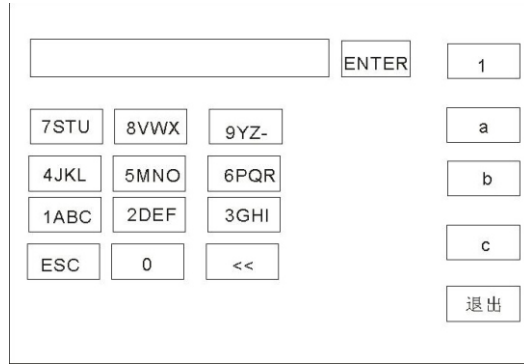 ENTER
1
7STU 8VWX 9YZ-
a
4JKL 5MNO 6PQR
b
1ABC 2DEF 3GHI
c
ESC 0 <<
退出